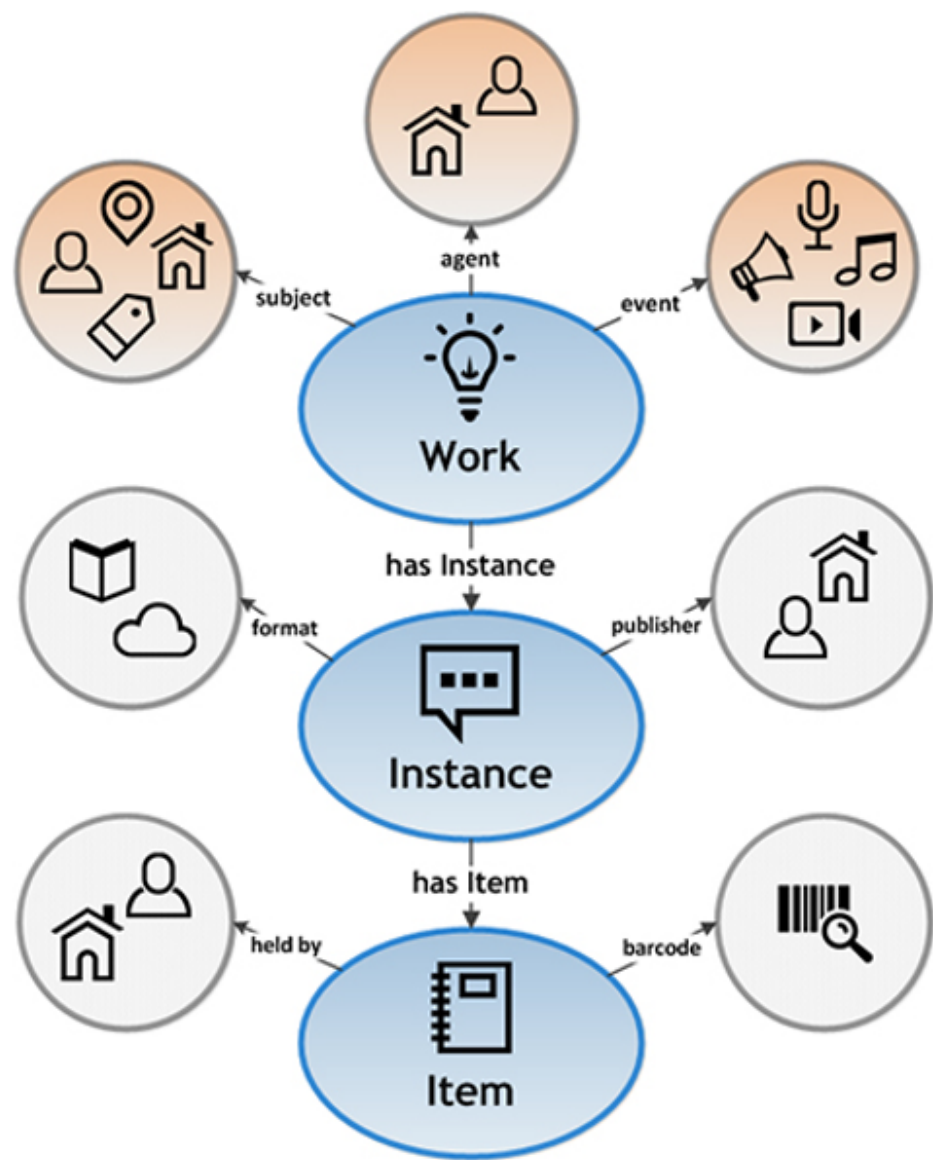 agent
subject
event
Work
has Instance
format
publisher
Instance
has Item
held by
barcode
Item